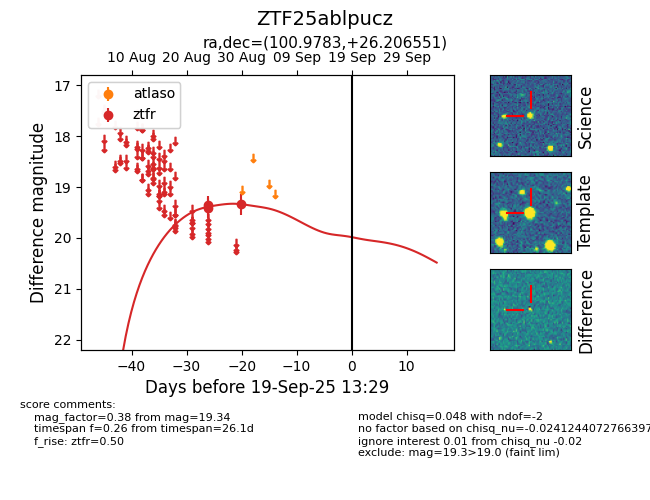 ZTF25ablpucz
ra,dec=(100.9783,+26.206551)
10 Aug 20 Aug 30 Aug 09 Sep 19 Sep 29 Sep
atlaso
ztfr
17
18
19
20
21
22
Difference magnitude
−40 −30 −20 −10 0 10
Days before 19-Sep-25 13:29
Science
Template
Difference
score comments:
mag_factor=0.38 from mag=19.34
timespan f=0.26 from timespan=26.1d
f_rise: ztfr=0.50
model chisq=0.048 with ndof=-2
no factor based on chisq_nu=-0.0241244072766397
ignore interest 0.01 from chisq_nu -0.02
exclude: mag=19.3>19.0 (faint lim)